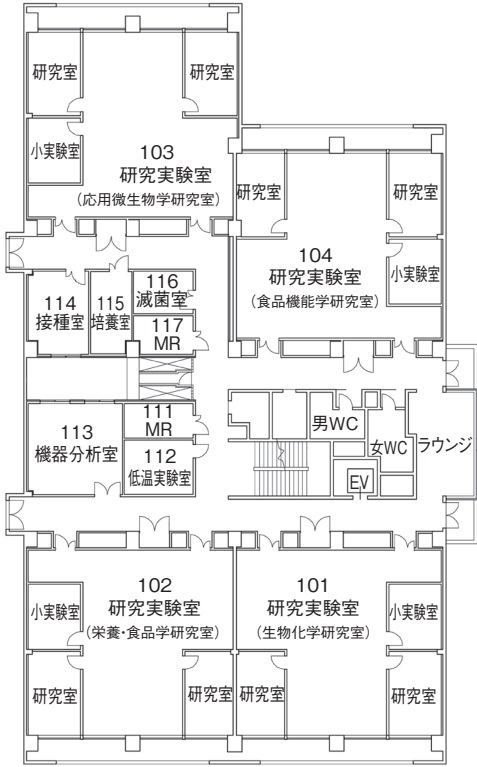 研究室
研究室
小実験室
103
研究実験室
（応用微生物学研究室）
研究室
研究室
104
研究実験室
（食品機能学研究室）
小実験室
114
接種室
115
培養室
116
滅菌室
117
MR
111
MR
113
機器分析室
112
低温実験室
男WC
女WC
ラウンジ
EV
102
研究実験室
（栄養・食品学研究室）
小実験室
研究室
研究室
101
研究実験室
（生物化学研究室）
小実験室
研究室
研究室